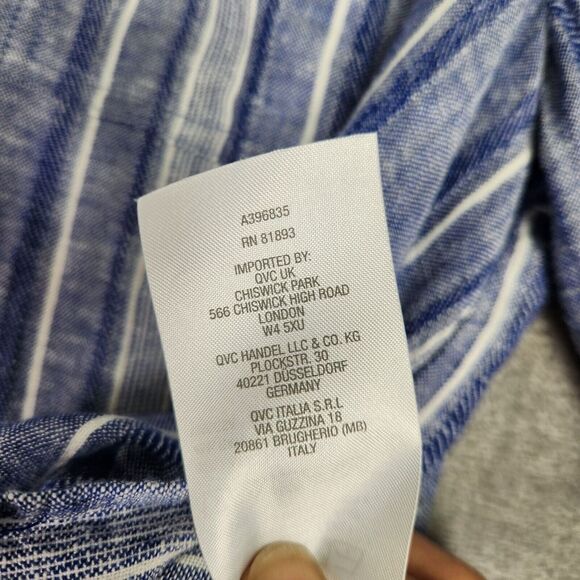 A396835
RN 81893
IMPORTED BY:
QVC UK
CHISWICK PARK
566 CHISWICK HIGH ROAD
LONDON
W4 5XU
QVC HANDEL LLC & CO. KG
PLOCKSTR. 30
40221 DÜSSELDORF
GERMANY
QVC ITALIA S.R.L
VIA GUZZINA 18
20861 BRUGHERIO (MB)
ITALY